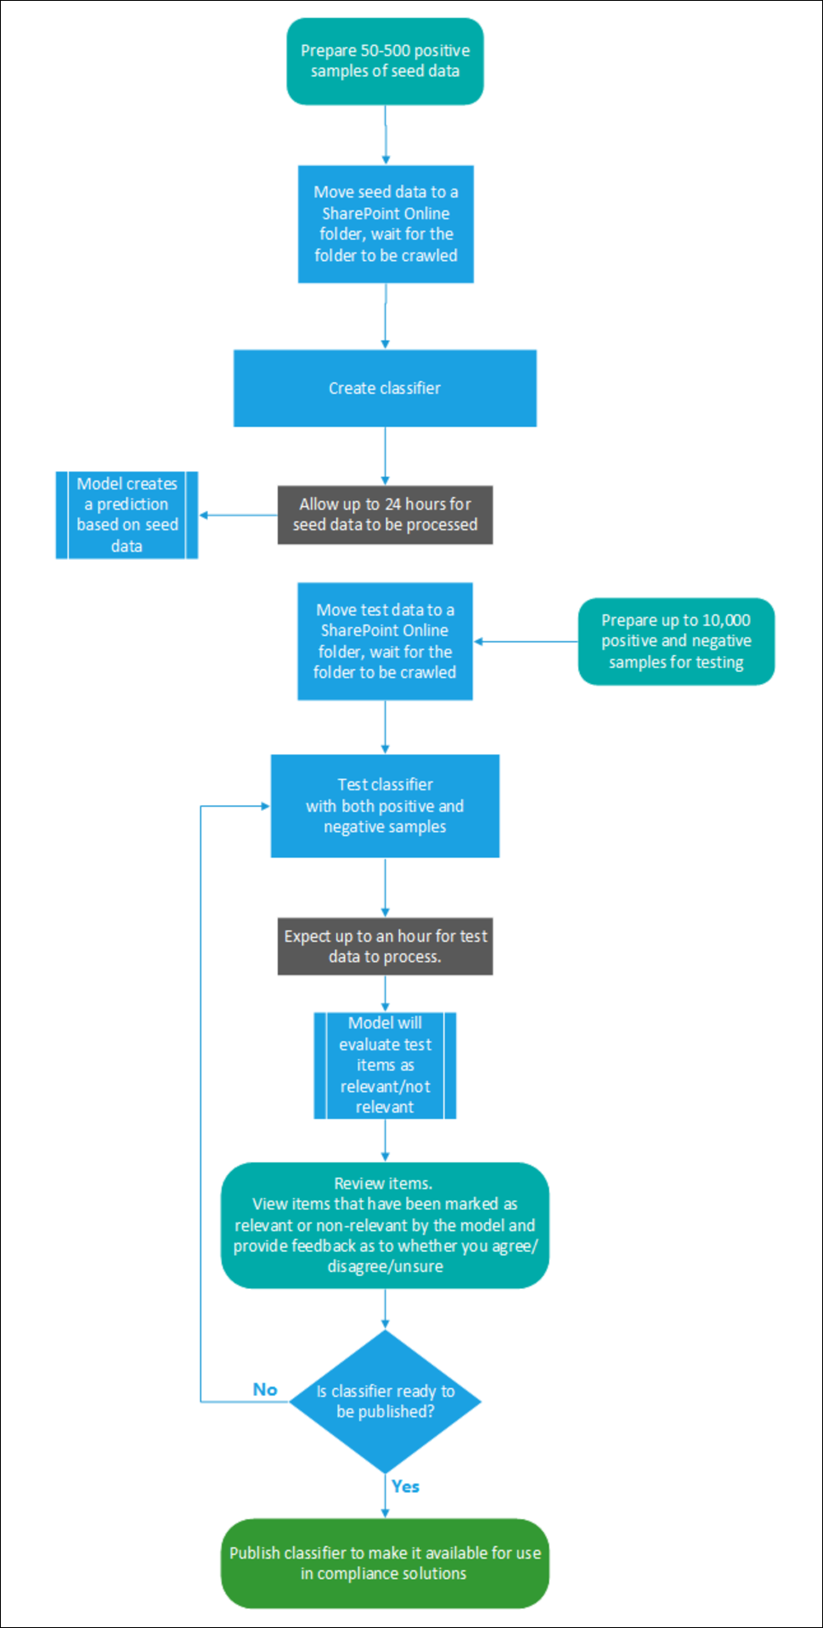 Prepare 50-500 positive
samples of seed data
Move seed data to a
SharePoint Online
folder, wait for the
folder to be crawled
Create classifier
Allow up to 24 hours for
seed data to be processed
Model creates
a prediction
based on seed
data
Move test data to a
SharePoint Online
folder, wait for the
folder to be crawled
Prepare up to 10,000
positive and negative
samples for testing
Test classifier
with both positive and
negative samples
Expect up to an hour for test
data to process.
Model will
evaluate test
items as
relevant/not
relevant
Review items.
View items that have been marked as
relevant or non-relevant by the model and
provide feedback as to whether you agree/
disagree/unsure
Is classifier ready to
be published?
No
Yes
Publish classifier to make it available for use
in compliance solutions